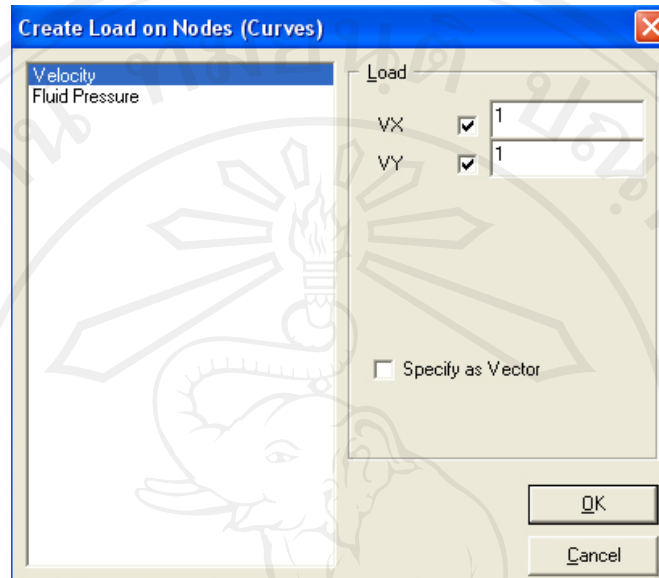 Create Load on Nodes (Curves)
Velocity
Fluid Pressure
Load
VX
1
VY
1
Specify as Vector
OK
Cancel